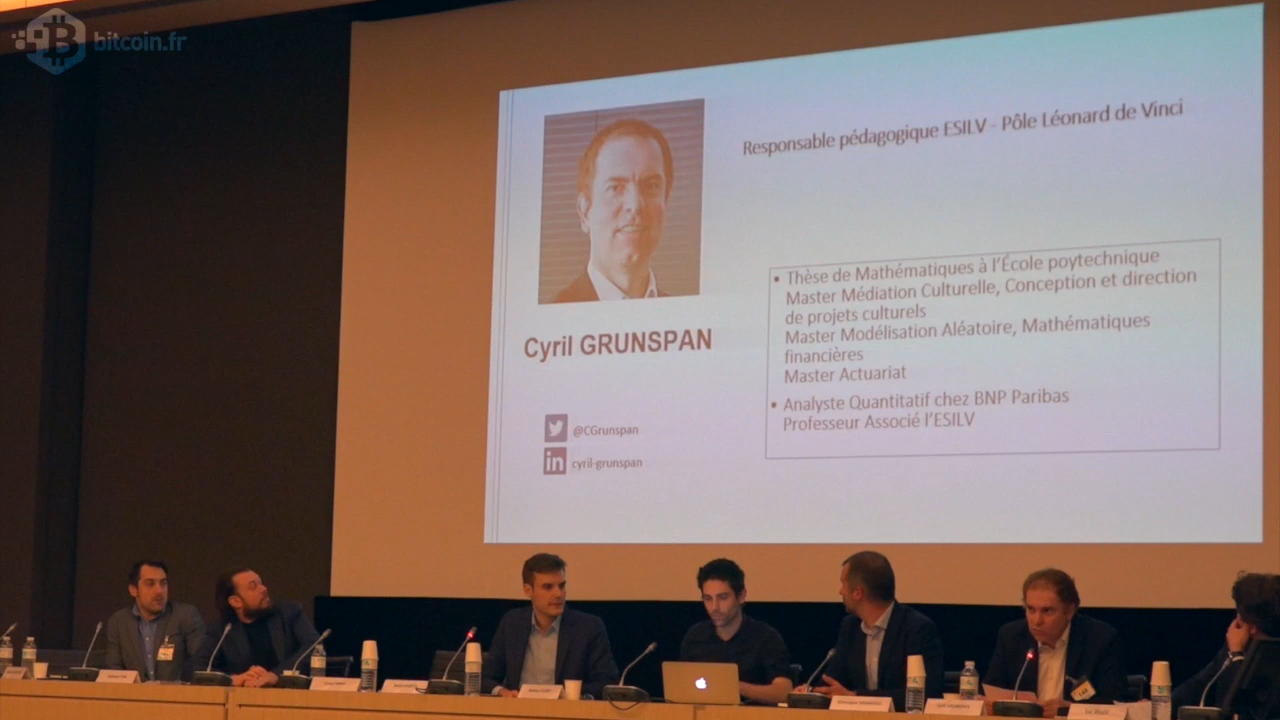 bitcoin.fr
Responsable pédagogique ESILV - Pôle Léonard de Vinci
• Thèse de Mathématiques à l'École poytechnique
Master Médiation Culturelle, Conception et direction
de projets culturels
Master Modélisation Aléatoire, Mathématiques
financières
Master Actuariat
• Analyste Quantitatif chez BNP Paribas
Professeur Associé l'ESILV
Cyril GRUNSPAN
@CGrunspan
in cyril-grunspan